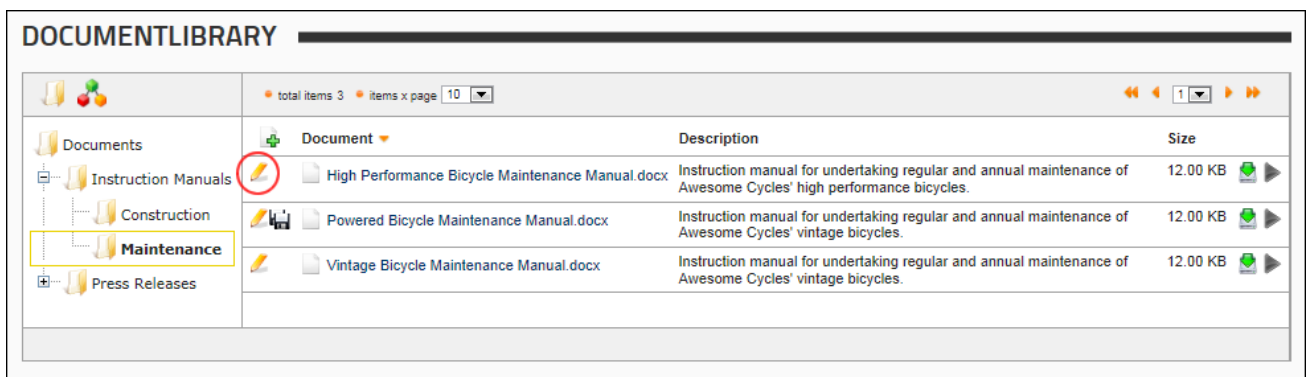 DOCUMENTLIBRARY
total items 3 items x page 10
1
Documents
Instruction Manuals
Construction
Maintenance
Press Releases
Document Description Size
High Performance Bicycle Maintenance Manual.docx
Instruction manual for undertaking regular and annual maintenance of
Awesome Cycles' high performance bicycles.
12.00 KB
Powered Bicycle Maintenance Manual.docx
Instruction manual for undertaking regular and annual maintenance of
Awesome Cycles' vintage bicycles.
12.00 KB
Vintage Bicycle Maintenance Manual.docx
Instruction manual for undertaking regular and annual maintenance of
Awesome Cycles' vintage bicycles.
12.00 KB